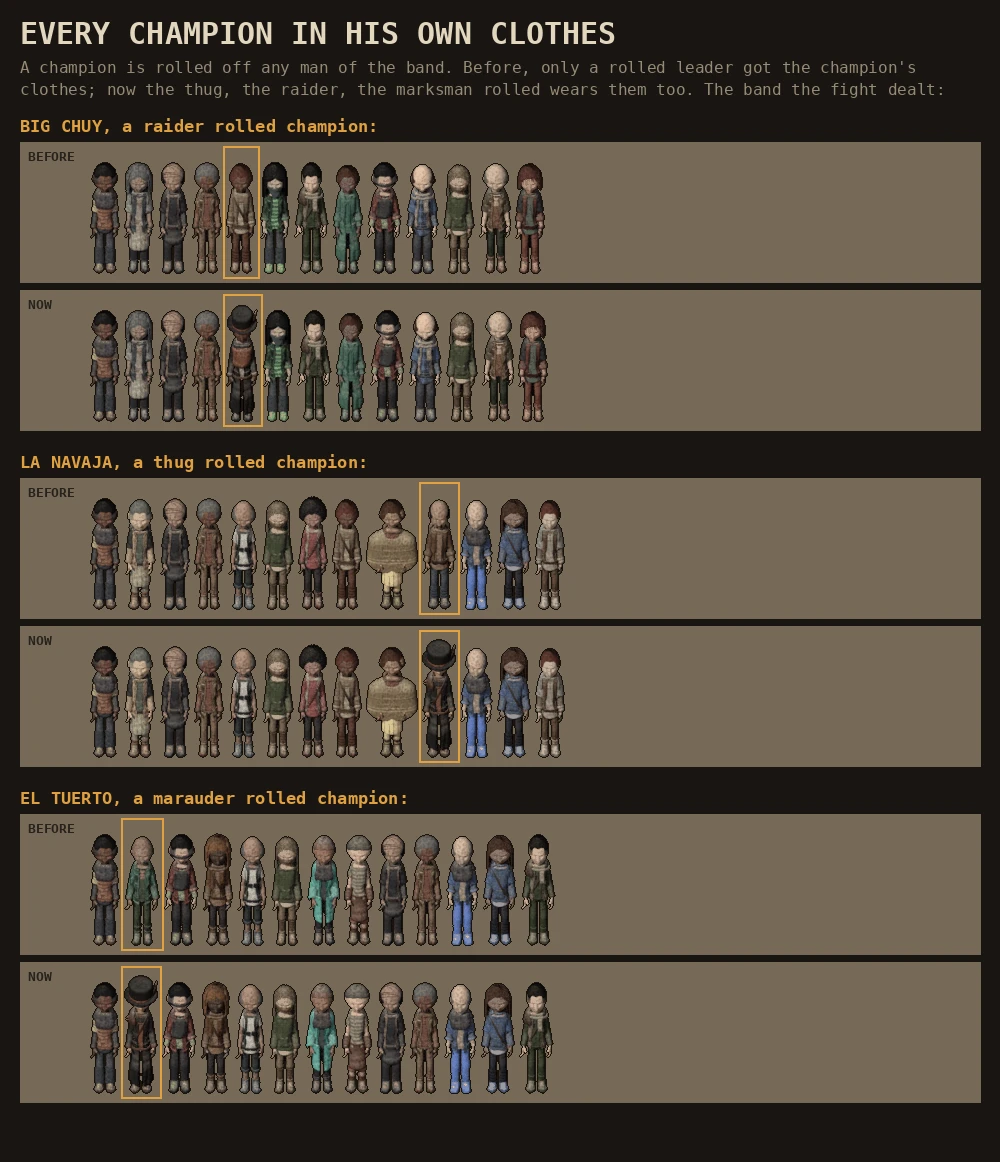 EVERY CHAMPION IN HIS OWN CLOTHES
A champion is rolled off any man of the band. Before, only a rolled leader got the champion's
clothes; now the thug, the raider, the marksman rolled wears them too. The band the fight dealt:
BIG CHUY, a raider rolled champion:
BEFORE
NOW
LA NAVAJA, a thug rolled champion:
BEFORE
NOW
EL TUERTO, a marauder rolled champion:
BEFORE
NOW